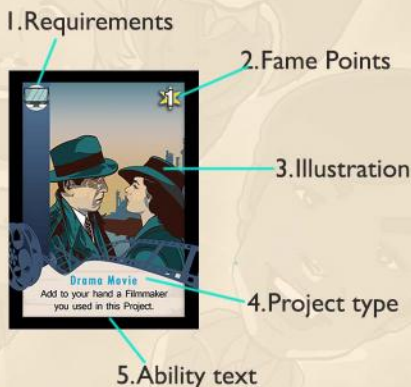 1.Requirements
2.Fame Points
1
3.Illustration
Drama Movie
Add to your hand a Filmmaker
you used in this Project.
4.Project type
5.Ability text